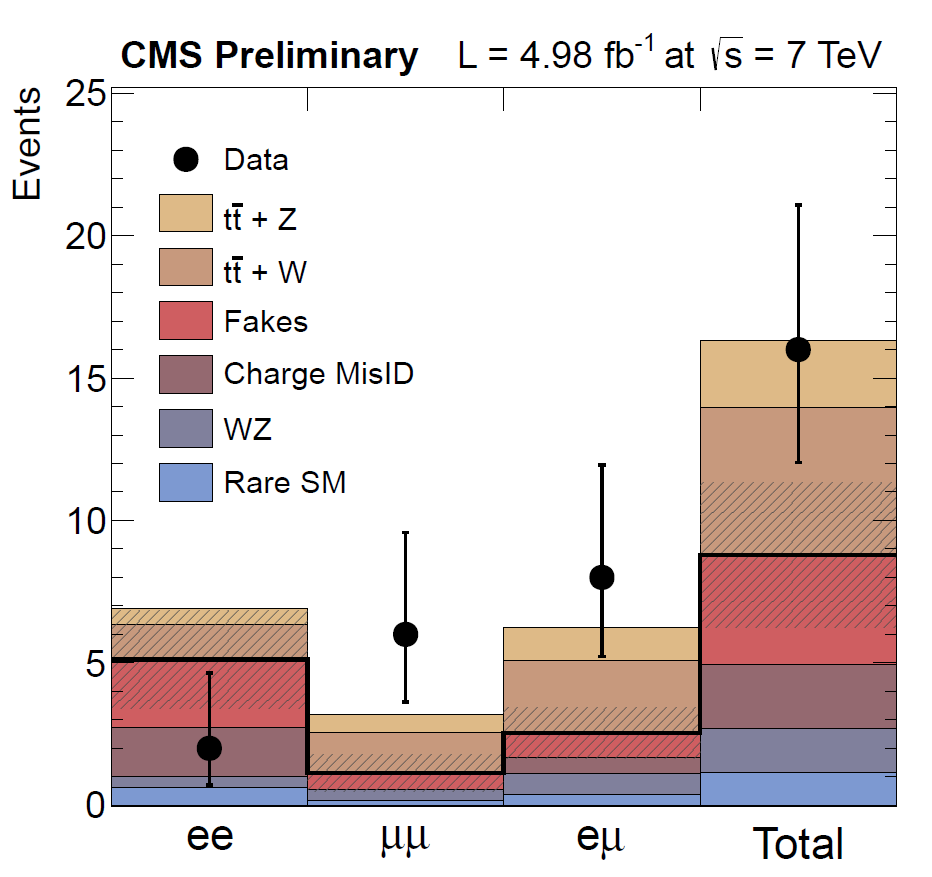 CMS Preliminary L = 4.98 fb⁻¹ at √s = 7 TeV
Events
25
20
15
10
5
0
Data
tt̄ + Z
tt̄ + W
Fakes
Charge MisID
WZ
Rare SM
ee μμ eμ Total